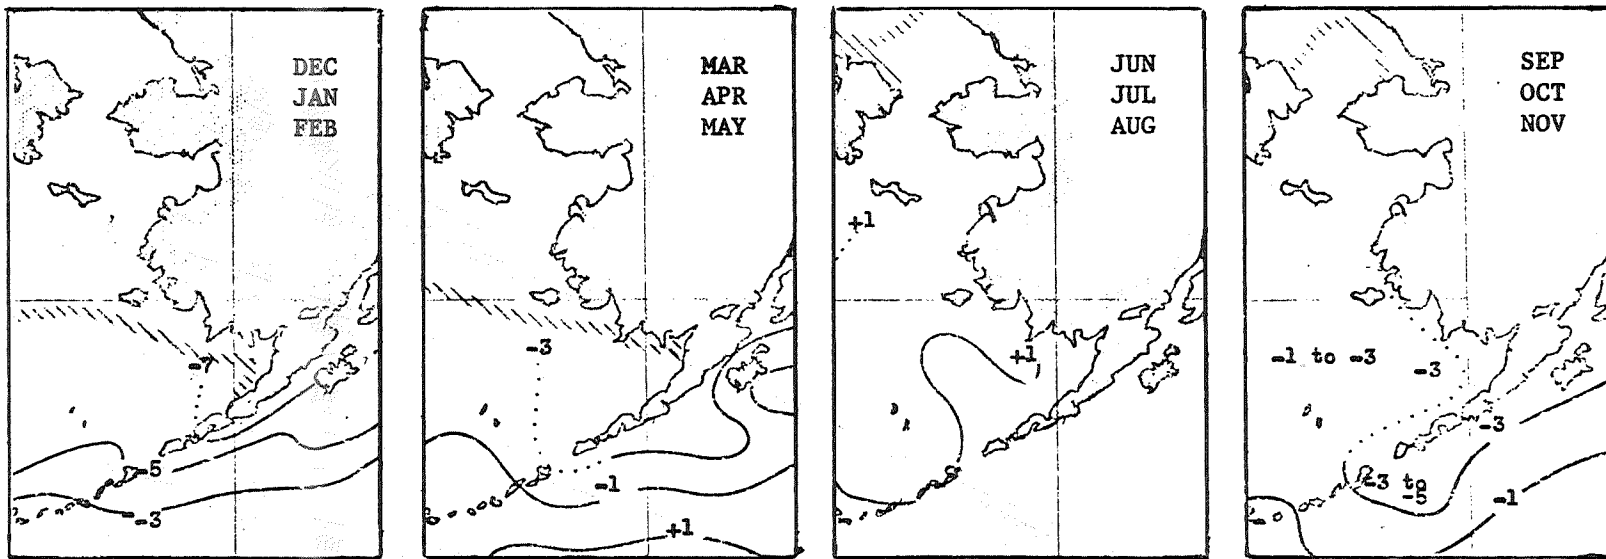 DEC
JAN
FEB
-7
-5
-3
MAR
APR
MAY
-3
-1
+1
JUN
JUL
AUG
+1
+1
SEP
OCT
NOV
-1 to -3
-3
-3
-3 to
-5
-1